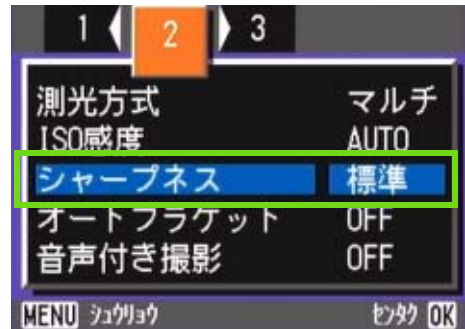 1 2 3
測光方式 マルチ
ISO感度 AUTO
シャープネス 標準
オートブラケット OFF
音声付き撮影 OFF
MENU ｼｭｳﾘｮｳ ｾﾝﾀｸ OK